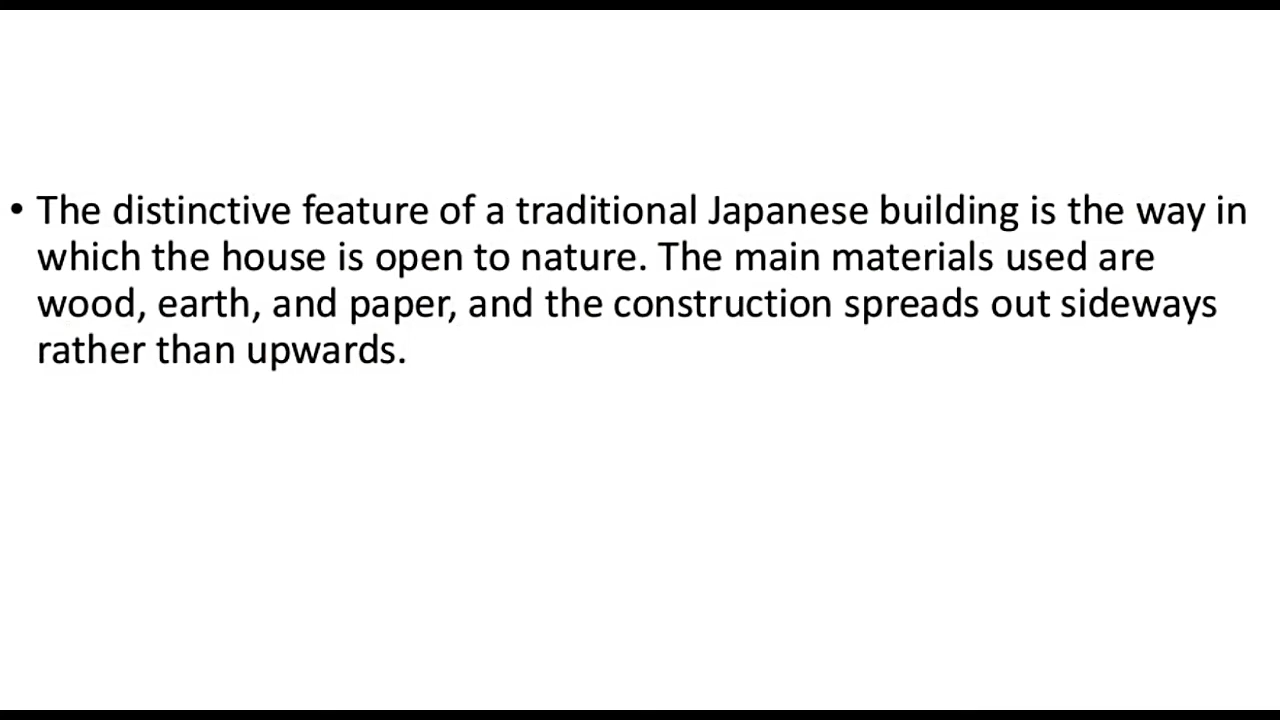 • The distinctive feature of a traditional Japanese building is the way in
which the house is open to nature. The main materials used are
wood, earth, and paper, and the construction spreads out sideways
rather than upwards.